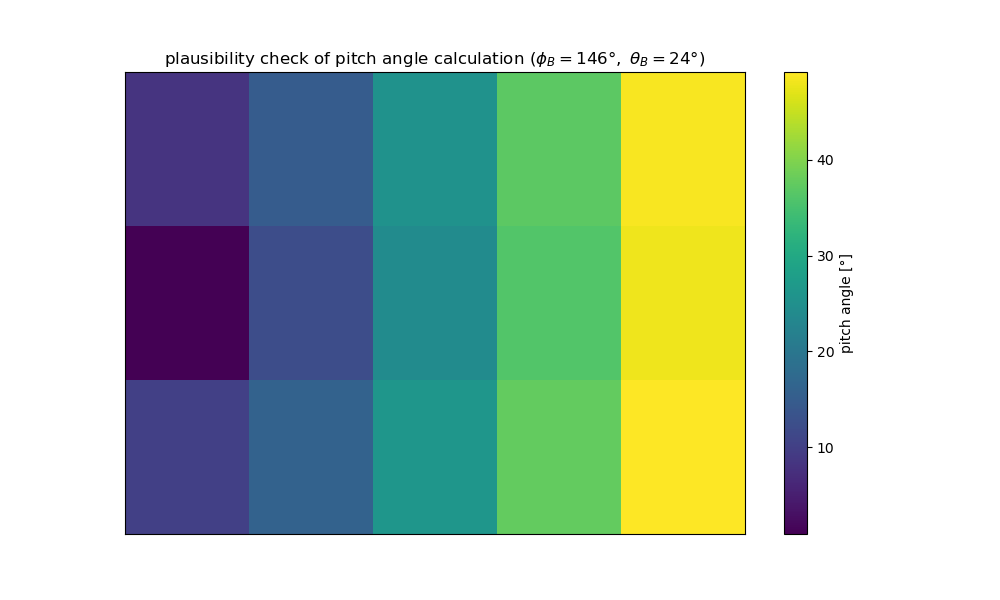 plausibility check of pitch angle calculation (ϕ_B = 146°, θ_B = 24°)
40
30
20
10
pitch angle [°]